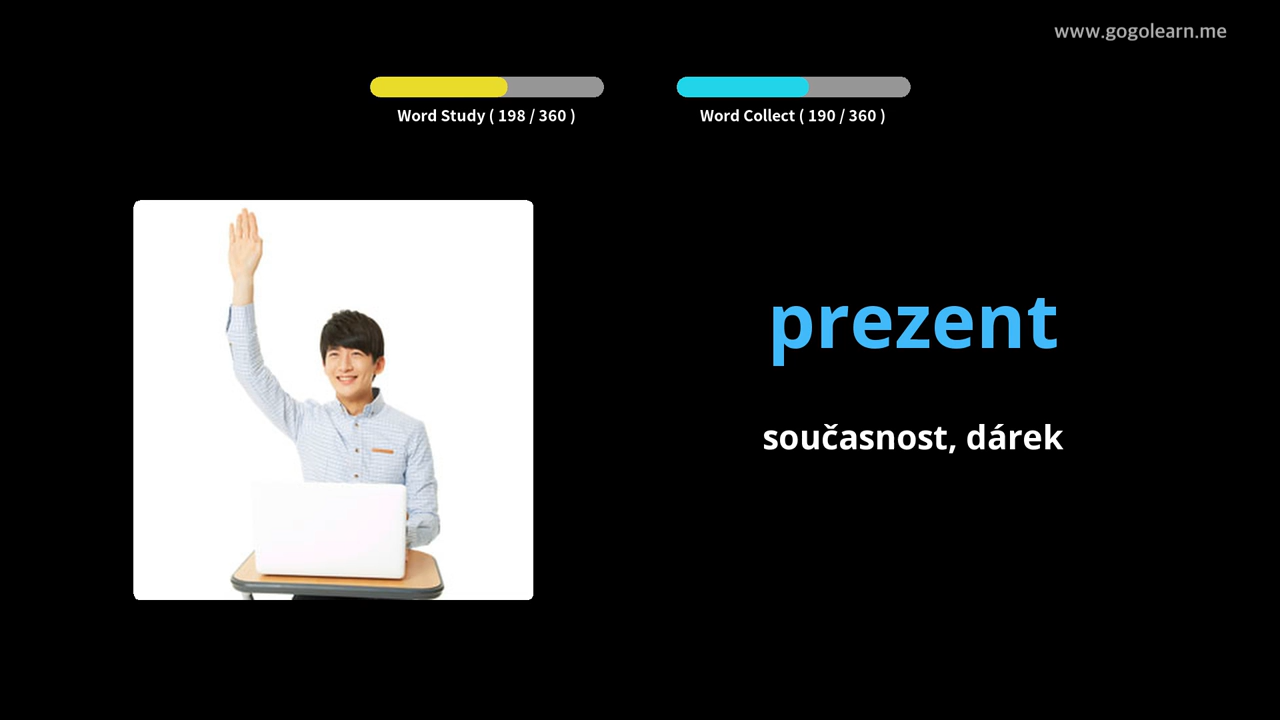 www.gogolearn.me
Word Study ( 198 / 360 )
Word Collect ( 190 / 360 )
prezent
současnost, dárek